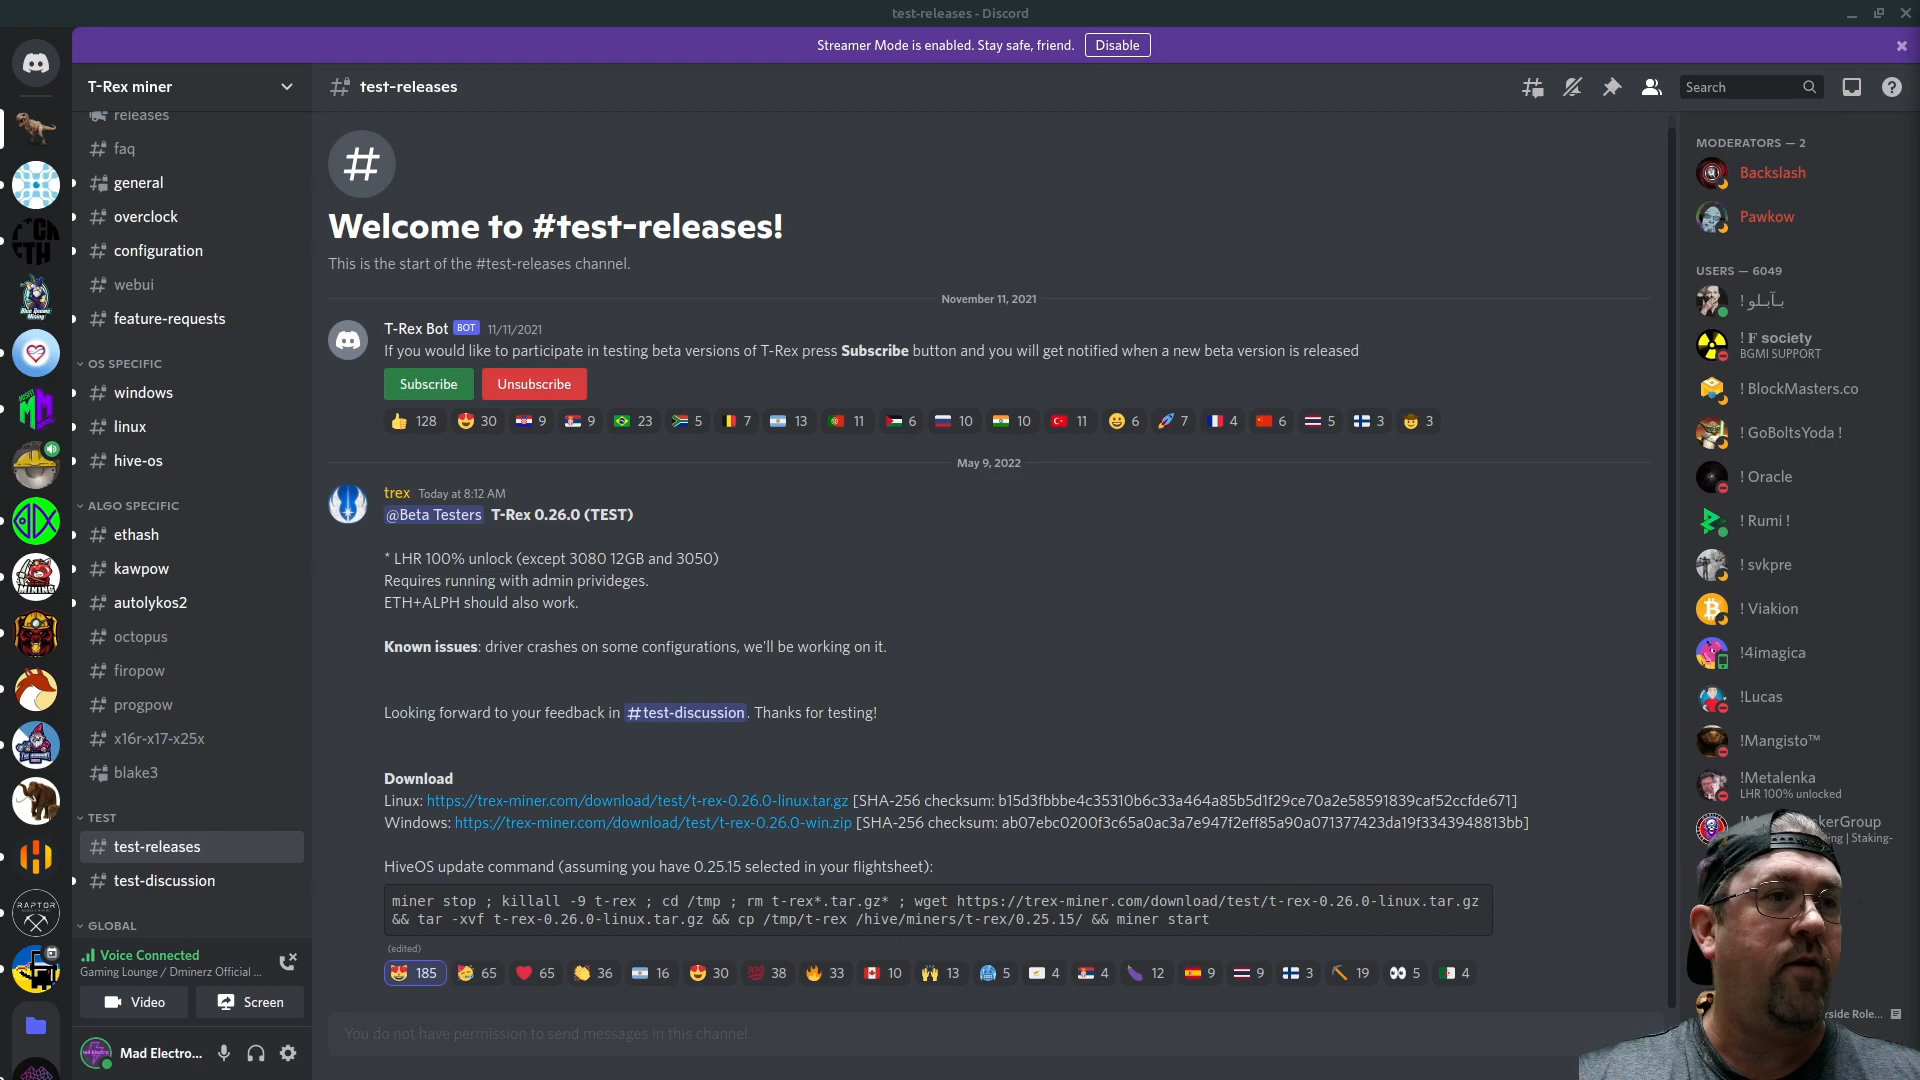 test-releases - Discord
Streamer Mode is enabled. Stay safe, friend. Disable
T-Rex miner
releases
faq
general
overclock
configuration
webui
feature-requests
OS SPECIFIC
windows
linux
hive-os
ALGO SPECIFIC
ethash
kawpow
autolykos2
octopus
firopow
progpow
x16r-x17-x25x
blake3
TEST
test-releases
test-discussion
GLOBAL
Voice Connected
Gaming Lounge / Dminerz Official ...
Video
Screen
Mad Electro...
test-releases
Search
Welcome to #test-releases!
This is the start of the #test-releases channel.
November 11, 2021
T-Rex Bot BOT 11/11/2021
If you would like to participate in testing beta versions of T-Rex press Subscribe button and you will get notified when a new beta version is released
Subscribe
Unsubscribe
128 30 9 9 23 5 7 13 11 6 10 10 11 6 7 4 6 5 3 3
May 9, 2022
trex Today at 8:12 AM
@Beta Testers T-Rex 0.26.0 (TEST)
* LHR 100% unlock (except 3080 12GB and 3050)
Requires running with admin privideges.
ETH+ALPH should also work.
Known issues: driver crashes on some configurations, we'll be working on it.
Looking forward to your feedback in #test-discussion. Thanks for testing!
Download
Linux: https://trex-miner.com/download/test/t-rex-0.26.0-linux.tar.gz [SHA-256 checksum: b15d3fbbbe4c35310b6c33a464a85b5d1f29ce70a2e58591839caf52ccfde671]
Windows: https://trex-miner.com/download/test/t-rex-0.26.0-win.zip [SHA-256 checksum: ab07ebc0200f3c65a0ac3a7e947f2eff85a90a071377423da19f3343948813bb]
HiveOS update command (assuming you have 0.25.15 selected in your flightsheet):
miner stop ; killall -9 t-rex ; cd /tmp ; rm t-rex*.tar.gz* ; wget https://trex-miner.com/download/test/t-rex-0.26.0-linux.tar.gz
&& tar -xvf t-rex-0.26.0-linux.tar.gz && cp /tmp/t-rex /hive/miners/t-rex/0.25.15/ && miner start
(edited)
185 65 65 36 16 30 38 33 10 13 5 4 4 12 9 9 3 19 5 4
You do not have permission to send messages in this channel.
MODERATORS — 2
Backslash
Pawkow
USERS — 6049
! بـآبـلو
! F society
BGMI SUPPORT
! BlockMasters.co
! GoBoltsYoda !
! Oracle
! Rumi !
! svkpre
! Viakion
!4imagica
!Lucas
!Mangisto™
!Metalenka
LHR 100% unlocked
kerGroup
| Staking-
RAPTOR
MINING